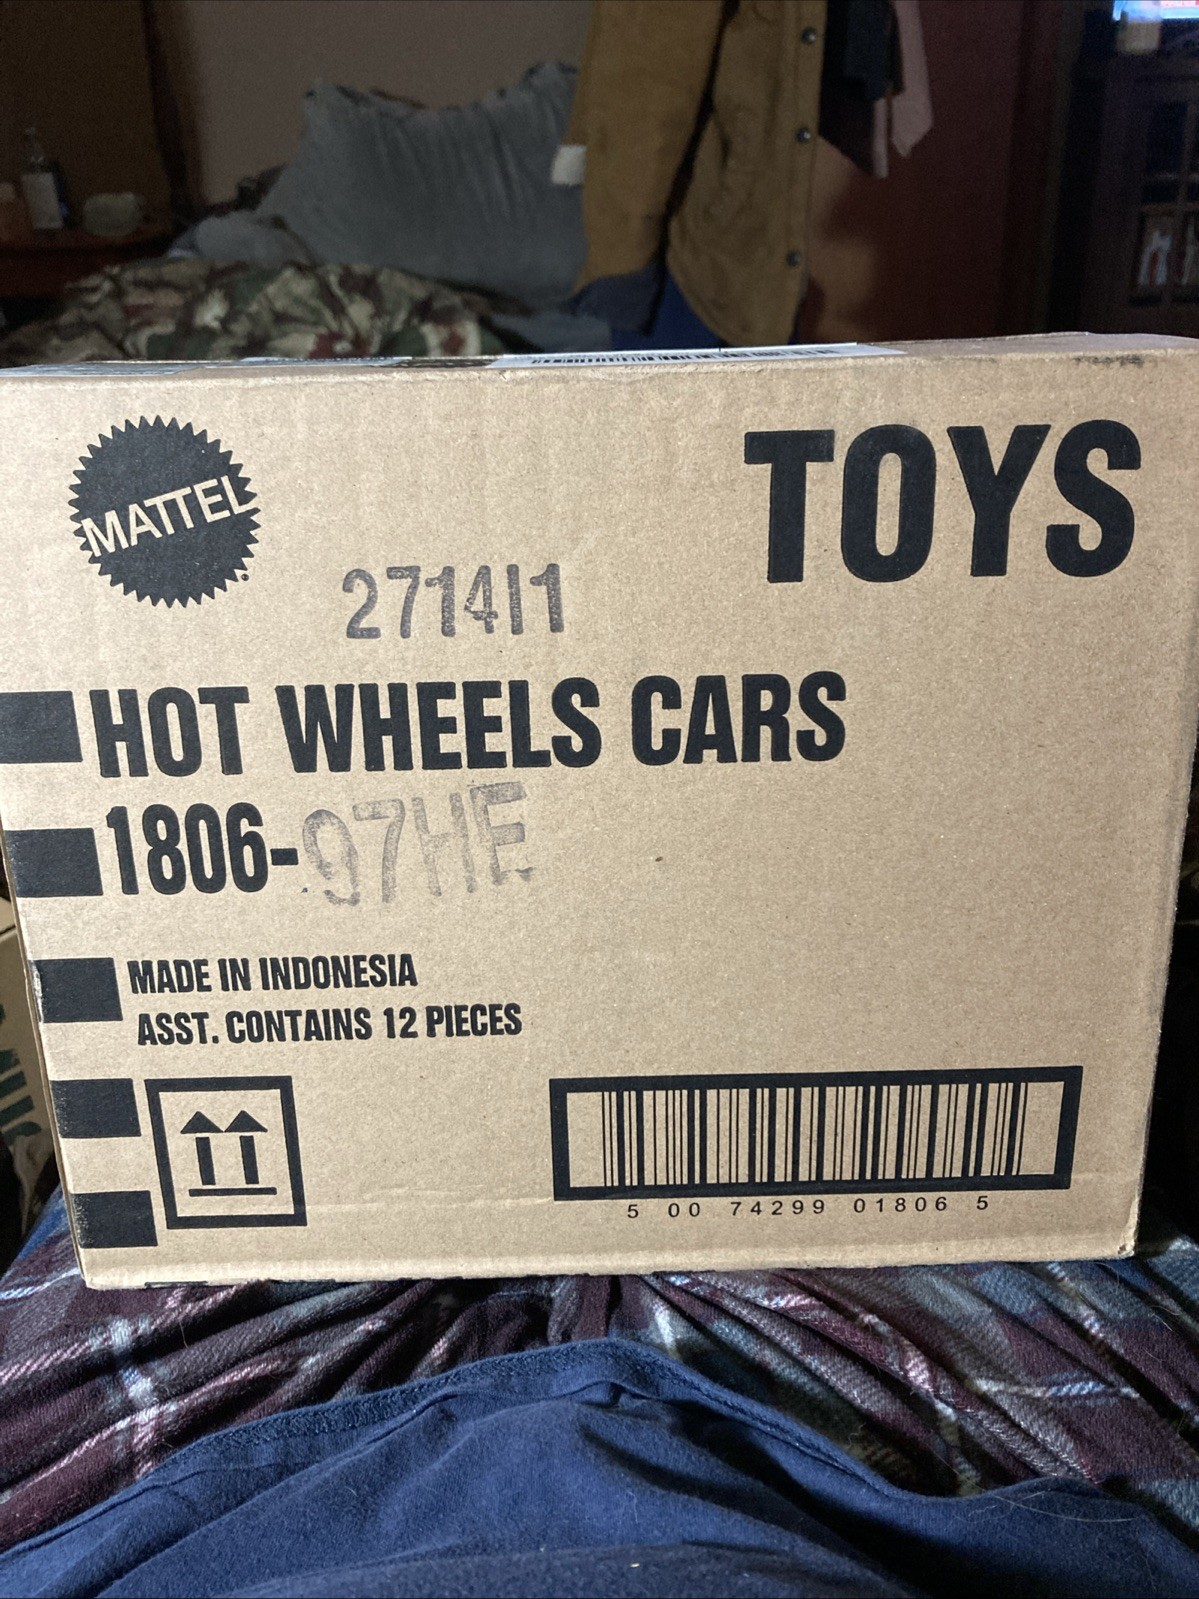 MATTEL
TOYS
271411
HOT WHEELS CARS
1806-97HE
MADE IN INDONESIA
ASST. CONTAINS 12 PIECES
5 00 74299 01806 5